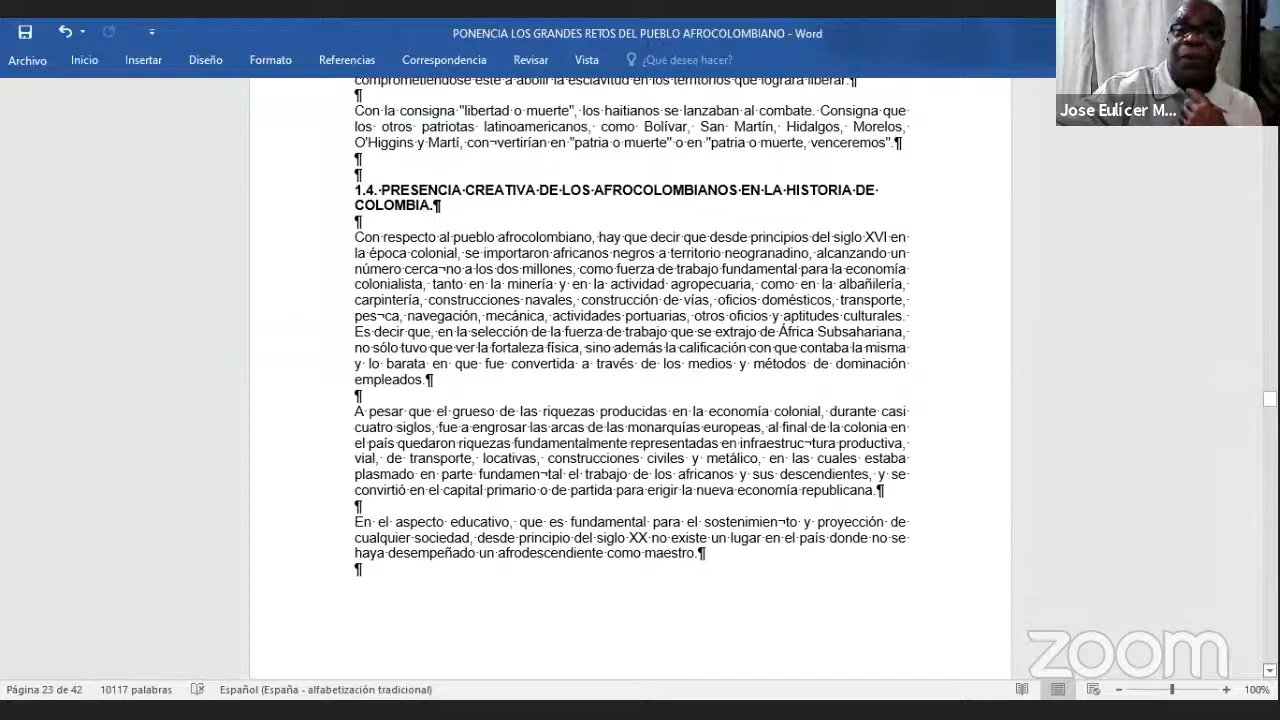 PONENCIA LOS GRANDES RETOS DEL PUEBLO AFROCOLOMBIANO - Word
Archivo Inicio Insertar Diseño Formato Referencias Correspondencia Revisar Vista ¿Qué desea hacer?
comprometiéndose éste a abolir la esclavitud en los territorios que lograra liberar.¶
¶
Con la consigna "libertad o muerte", los haitianos se lanzaban al combate. Consigna que
los otros patriotas latinoamericanos, como Bolívar, San Martín, Hidalgos, Morelos,
O'Higgins y Martí, con¬vertirían en "patria o muerte" o en "patria o muerte, venceremos".¶
¶
¶
1.4. PRESENCIA CREATIVA DE LOS AFROCOLOMBIANOS EN LA HISTORIA DE
COLOMBIA.¶
¶
Con respecto al pueblo afrocolombiano, hay que decir que desde principios del siglo XVI en
la época colonial, se importaron africanos negros a territorio neogranadino, alcanzando un
número cerca¬no a los dos millones, como fuerza de trabajo fundamental para la economía
colonialista, tanto en la minería y en la actividad agropecuaria, como en la albañilería,
carpintería, construcciones navales, construcción de vías, oficios domésticos, transporte,
pes¬ca, navegación, mecánica, actividades portuarias, otros oficios y aptitudes culturales.
Es decir que, en la selección de la fuerza de trabajo que se extrajo de África Subsahariana,
no sólo tuvo que ver la fortaleza física, sino además la calificación con que contaba la misma
y lo barata en que fue convertida a través de los medios y métodos de dominación
empleados.¶
¶
A pesar que el grueso de las riquezas producidas en la economía colonial, durante casi
cuatro siglos, fue a engrosar las arcas de las monarquías europeas, al final de la colonia en
el país quedaron riquezas fundamentalmente representadas en infraestruc¬tura productiva,
vial, de transporte, locativas, construcciones civiles y metálico, en las cuales estaba
plasmado en parte fundamen¬tal el trabajo de los africanos y sus descendientes, y se
convirtió en el capital primario o de partida para erigir la nueva economía republicana.¶
¶
En el aspecto educativo, que es fundamental para el sostenimien¬to y proyección de
cualquier sociedad, desde principio del siglo XX no existe un lugar en el país donde no se
haya desempeñado un afrodescendiente como maestro.¶
¶
Jose Eulícer M...
zoom
Página 23 de 42 10117 palabras Español (España - alfabetización tradicional) 100%